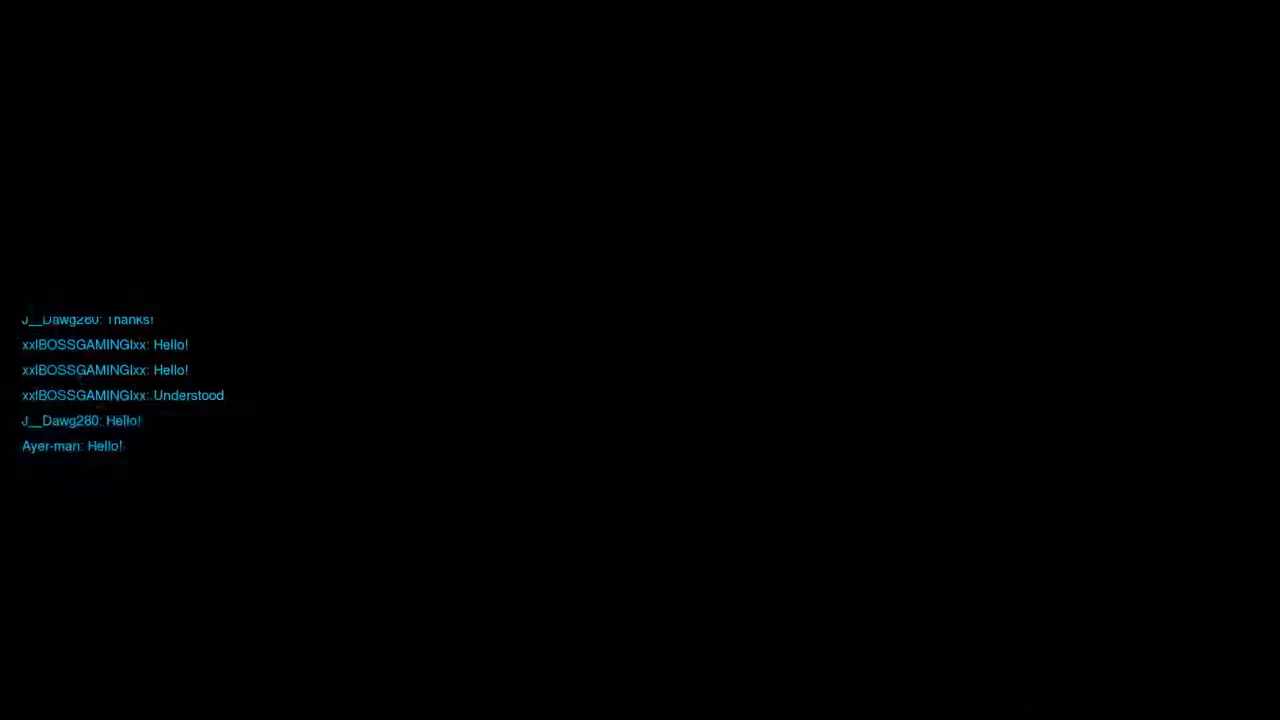 J__Dawg280: Thanks!
xxIBOSSGAMINGIxx: Hello!
xxIBOSSGAMINGIxx: Hello!
xxIBOSSGAMINGIxx: Understood.
J__Dawg280: Hello!
Ayer-man: Hello!